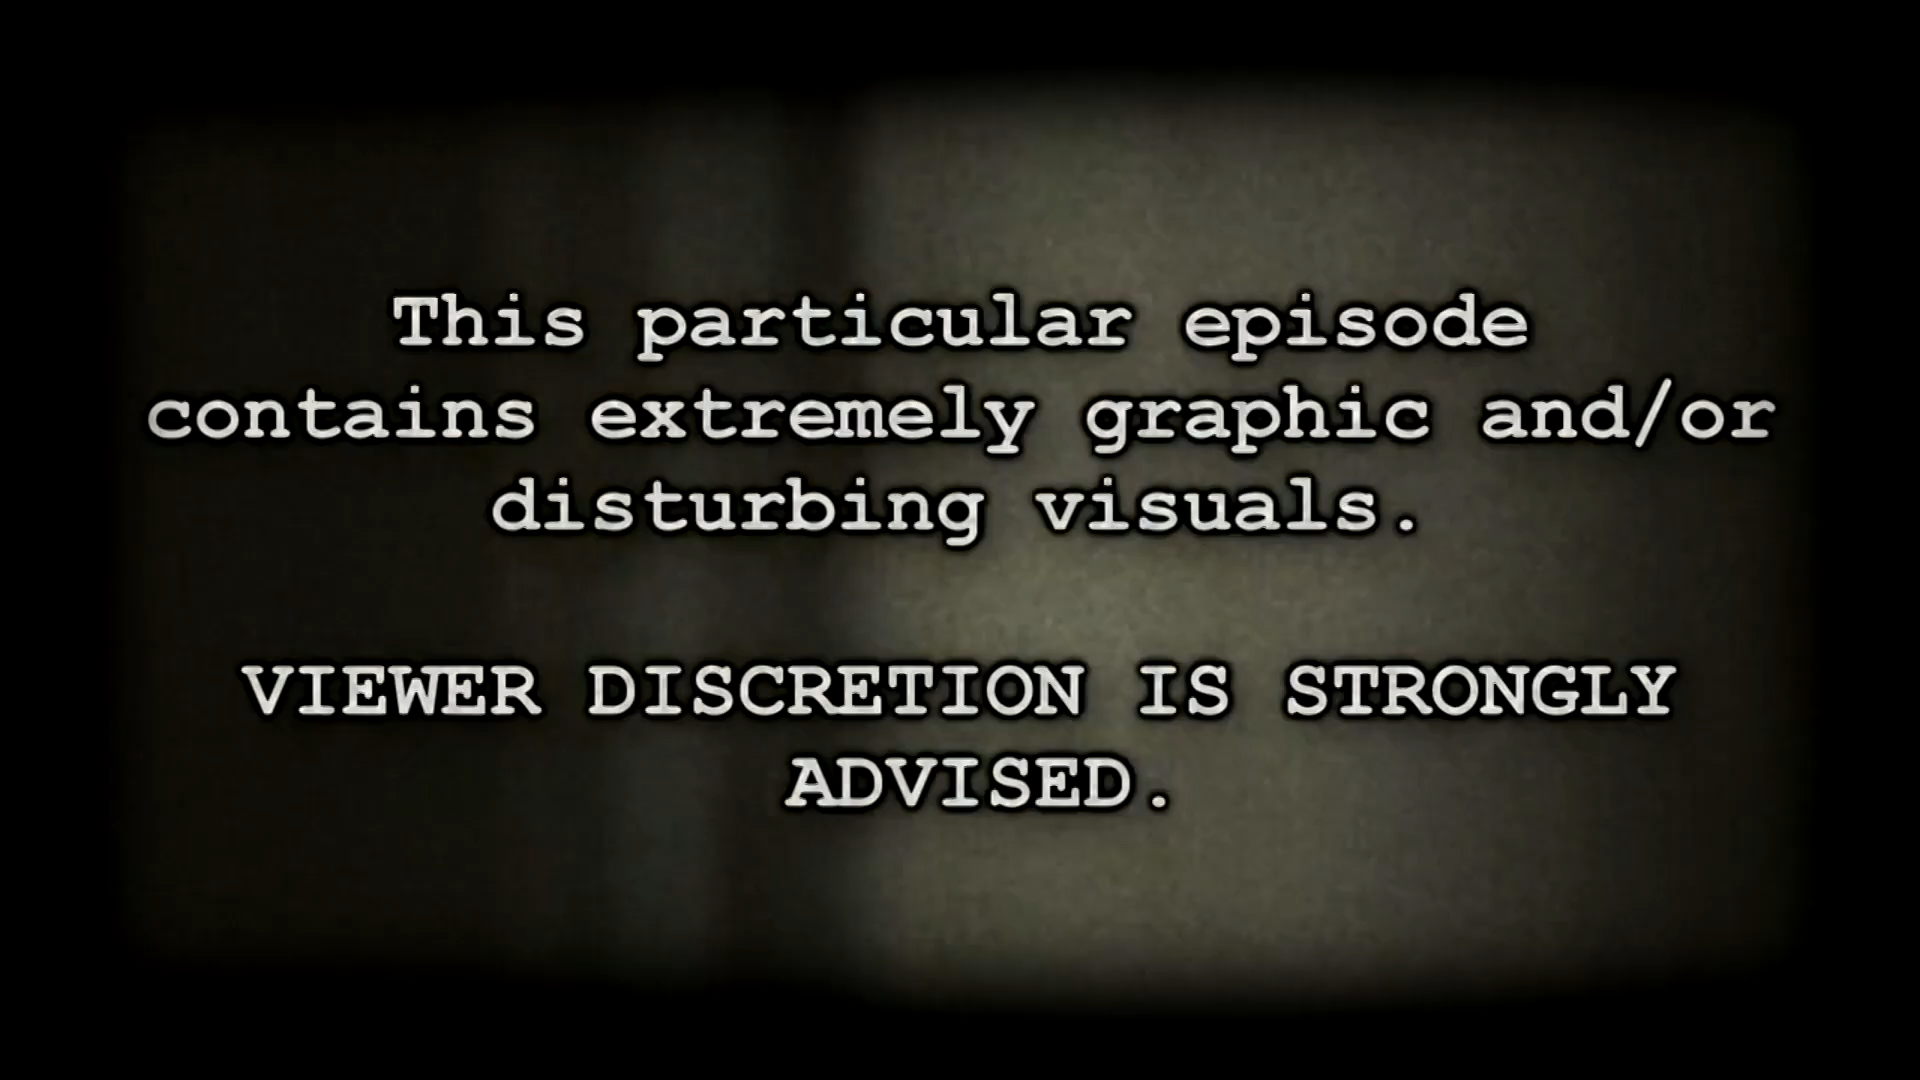 This particular episode
contains extremely graphic and/or
disturbing visuals.
VIEWER DISCRETION IS STRONGLY
ADVISED.